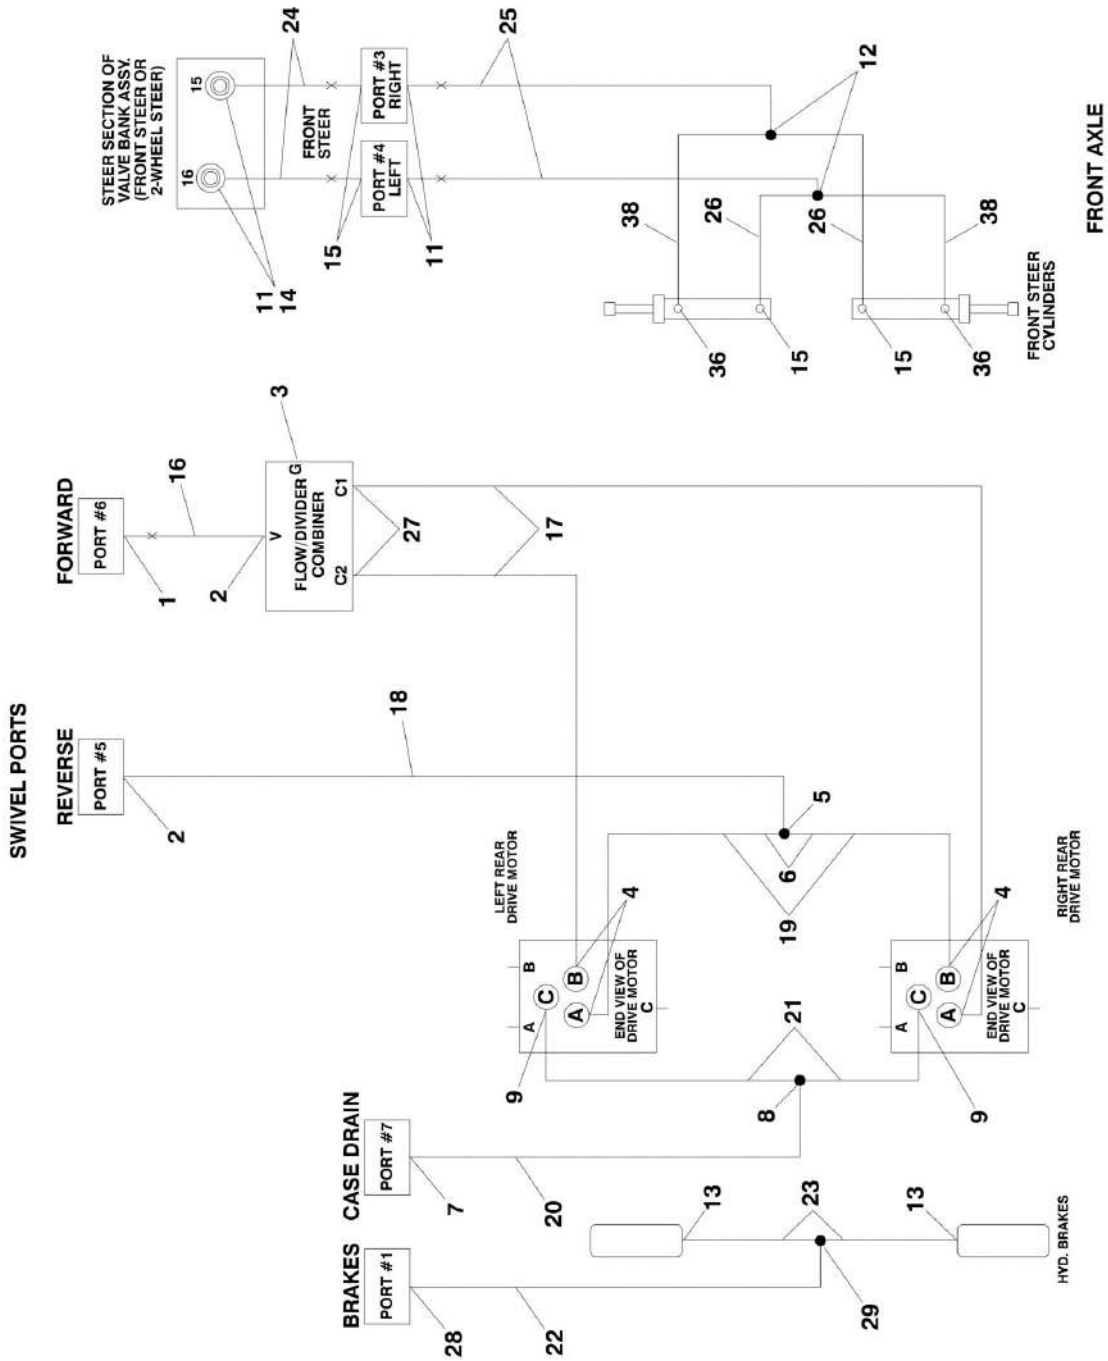 SWIVEL PORTS
BRAKES
PORT #1
28
22
29
13
23
13
HYD. BRAKES
CASE DRAIN
PORT #7
7
20
8
21
9
9
REVERSE
PORT #5
2
18
5
6
19
LEFT REAR
DRIVE MOTOR
A
B
C
A
B
END VIEW OF
DRIVE MOTOR
C
4
RIGHT REAR
DRIVE MOTOR
A
B
C
A
B
END VIEW OF
DRIVE MOTOR
C
4
FORWARD
PORT #6
1
16
2
V
3
G
FLOW/DIVIDER
COMBINER
C2
C1
27
17
STEER SECTION OF
VALVE BANK ASSY.
(FRONT STEER OR
2-WHEEL STEER)
16
15
11
14
24
FRONT
STEER
15
PORT #4
LEFT
PORT #3
RIGHT
11
25
12
38
26
26
38
36
15
15
36
FRONT STEER
CYLINDERS
FRONT AXLE